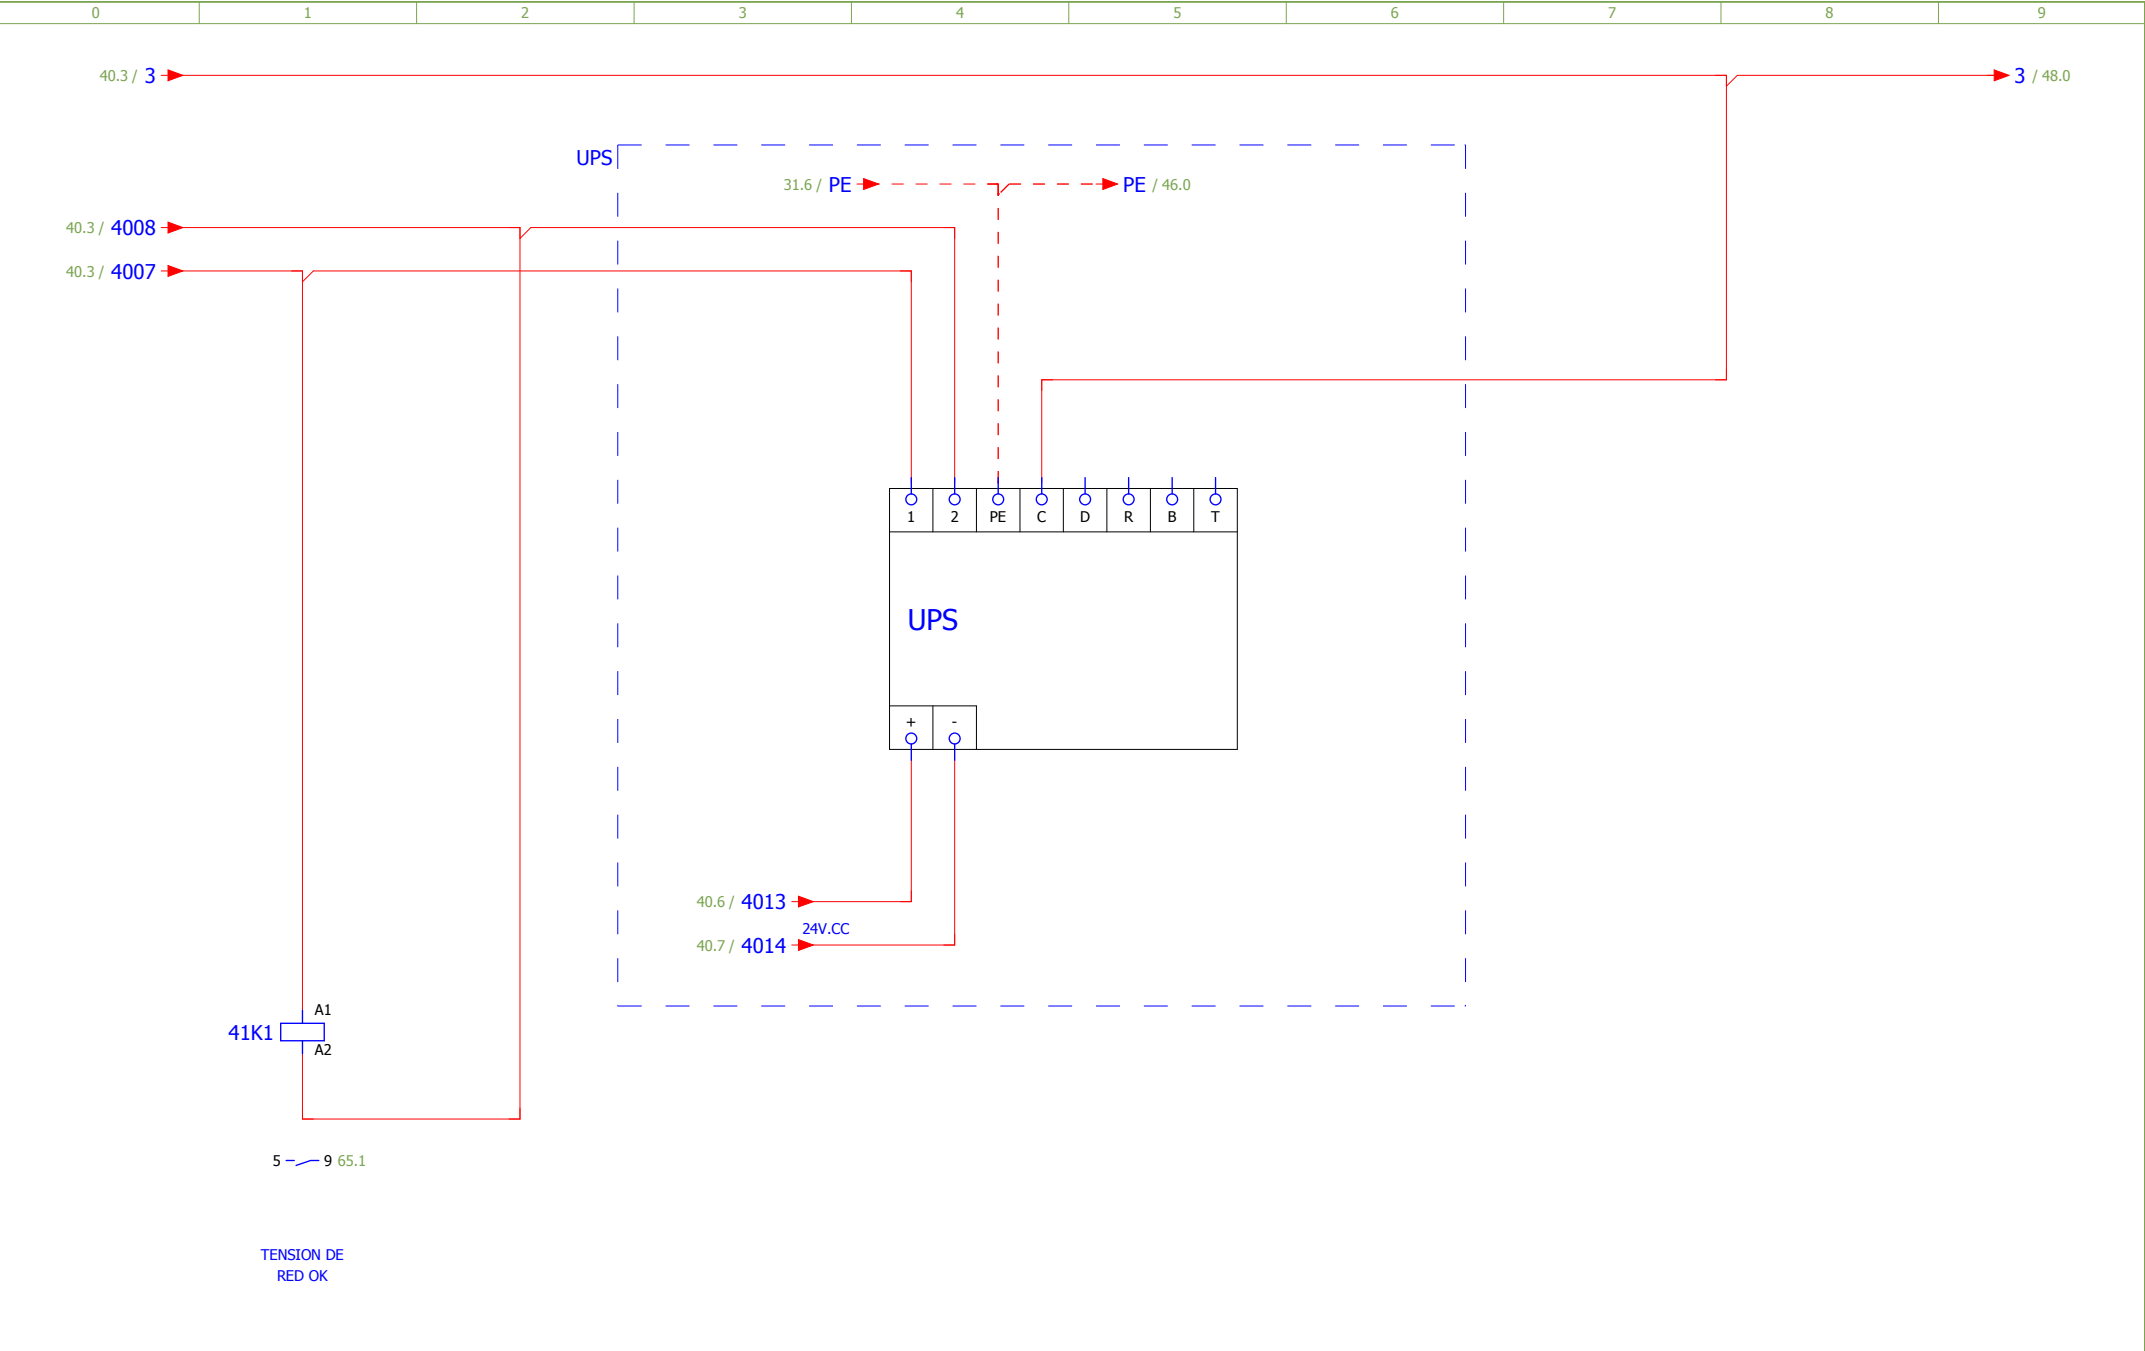 0 1 2 3 4 5 6 7 8 9
40.3 / 3
3 / 48.0
UPS
31.6 / PE
PE / 46.0
40.3 / 4008
40.3 / 4007
1 2 PE C D R B T
UPS
+ -
40.6 / 4013
24V.CC
40.7 / 4014
A1
41K1
A2
5 9 65.1
TENSION DE
RED OK